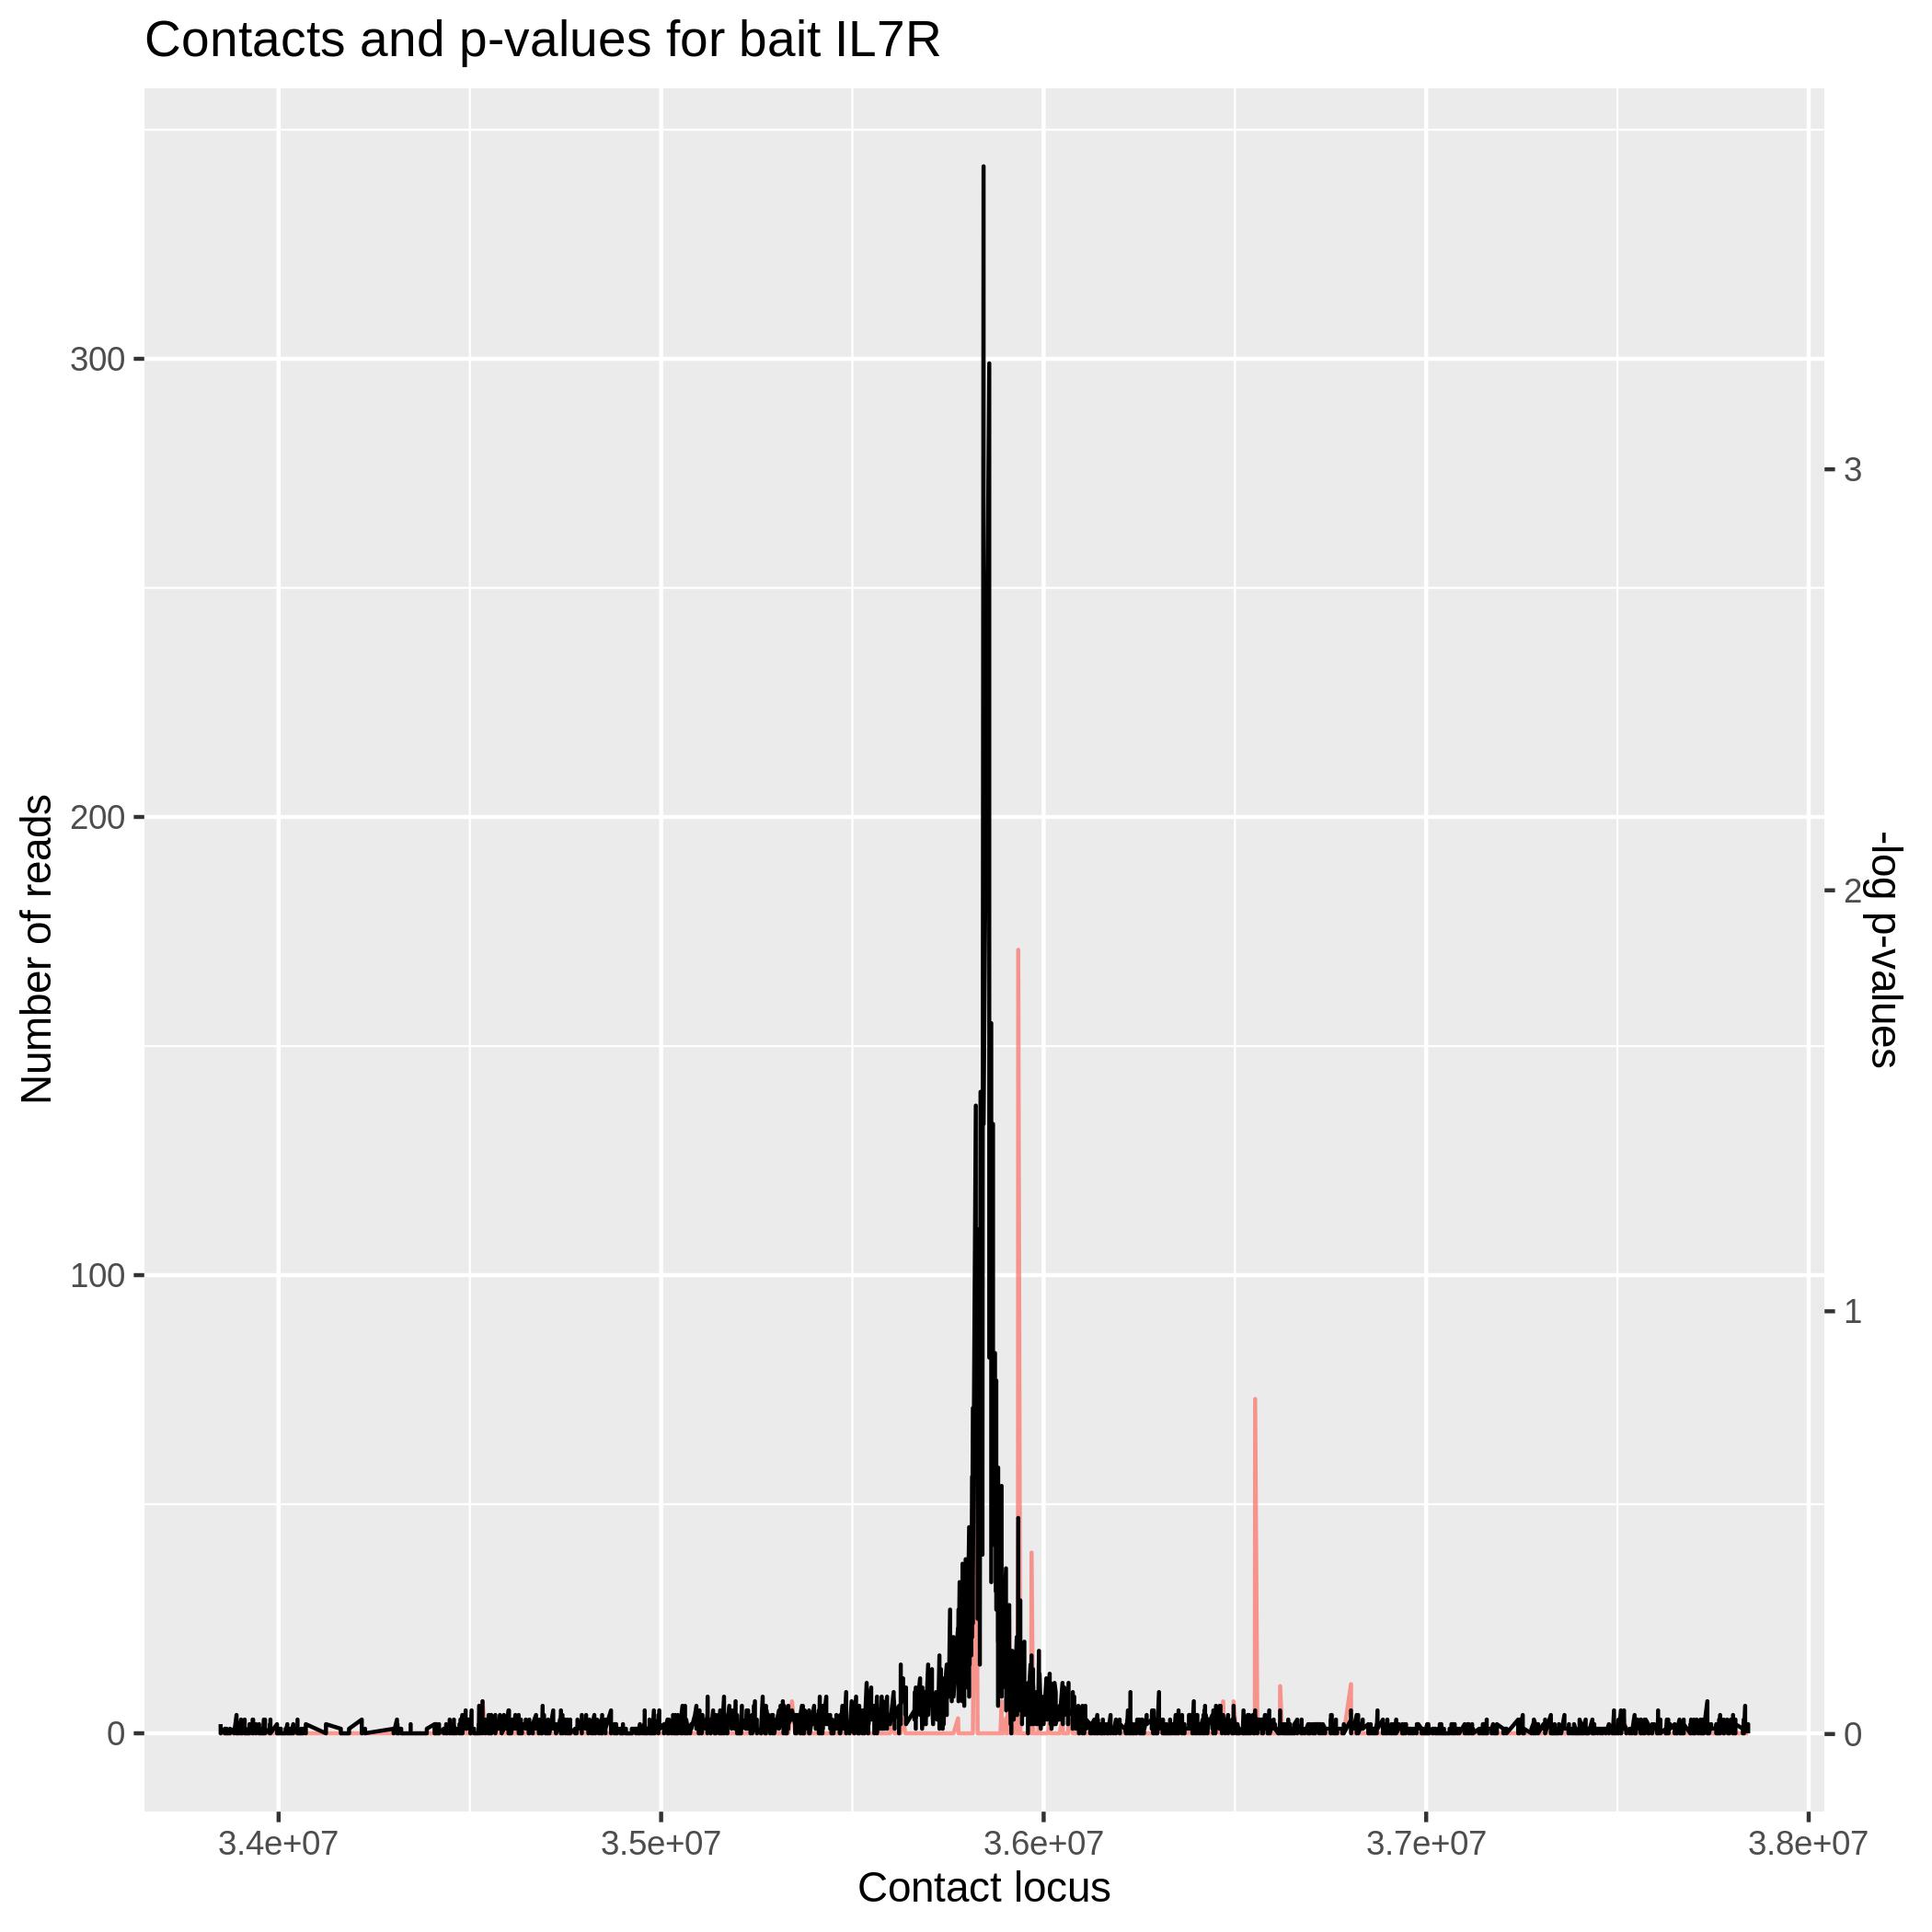 Contacts and p-values for bait IL7R
300
200
100
0
Number of reads
3
2
1
0
-log p-values
3.4e+07 3.5e+07 3.6e+07 3.7e+07 3.8e+07
Contact locus